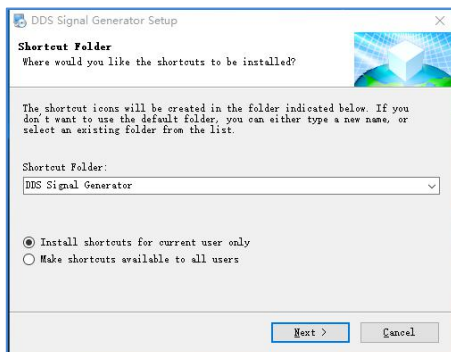 DDS Signal Generator Setup
Shortcut Folder
Where would you like the shortcuts to be installed?
The shortcut icons will be created in the folder indicated below. If you
don't want to use the default folder, you can either type a new name, or
select an existing folder from the list.
Shortcut Folder:
DDS Signal Generator
Install shortcuts for current user only
Make shortcuts available to all users
Next >
Cancel